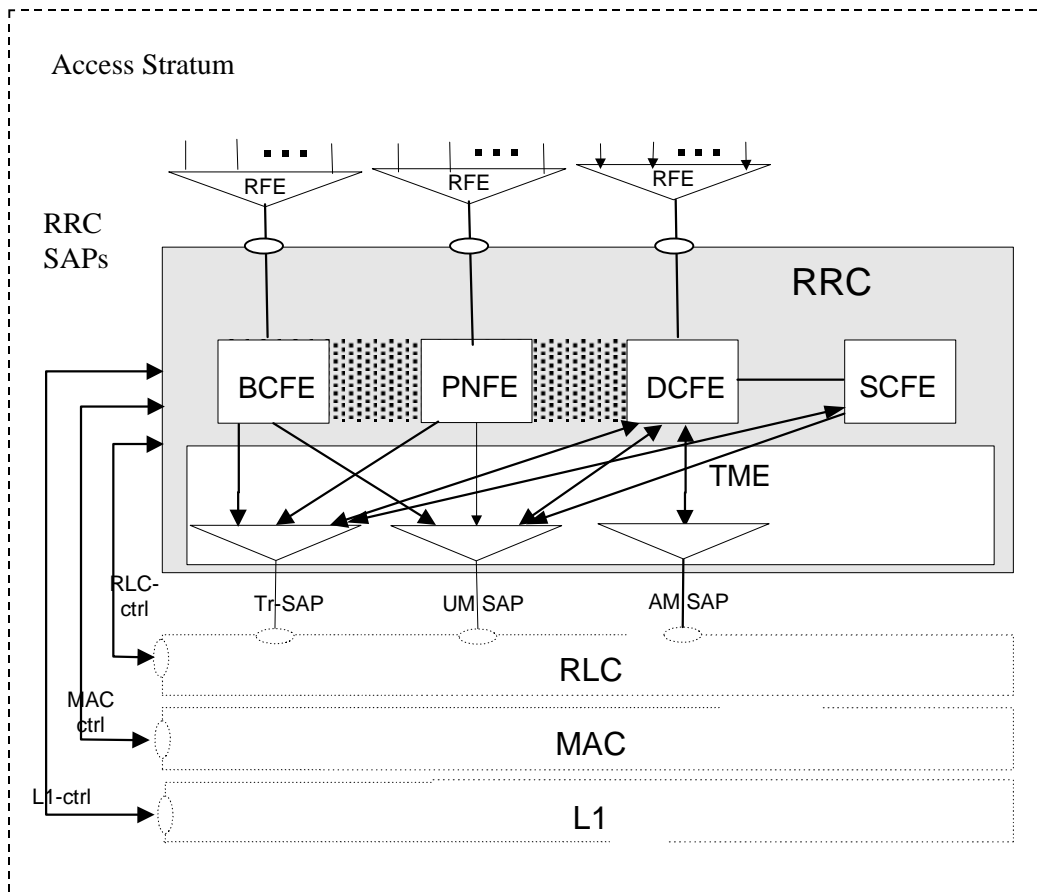 Access Stratum
RFE
RFE
RFE
RRC
SAPs
RRC
BCFE
PNFE
DCFE
SCFE
TME
RLC-
ctrl
Tr-SAP
UM SAP
AM SAP
RLC
MAC
ctrl
MAC
L1-ctrl
L1